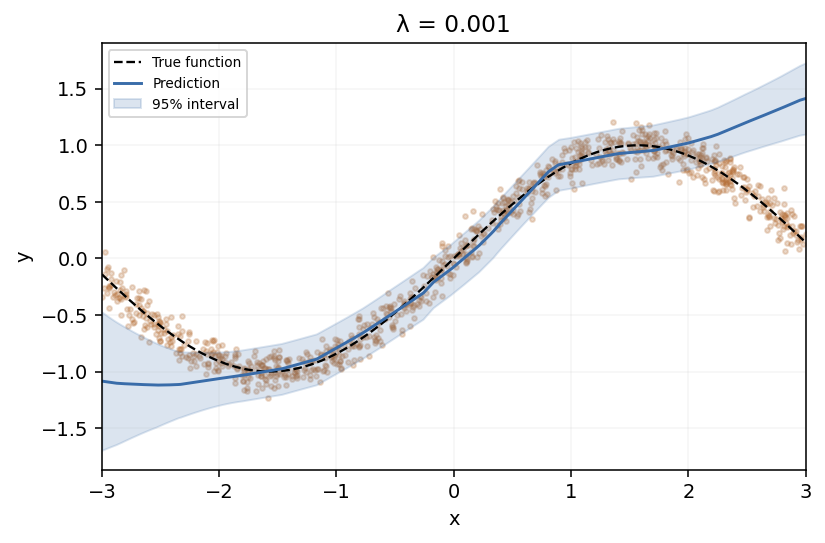 λ = 0.001
True function
Prediction
95% interval
y
1.5
1.0
0.5
0.0
−0.5
−1.0
−1.5
−3 −2 −1 0 1 2 3
x